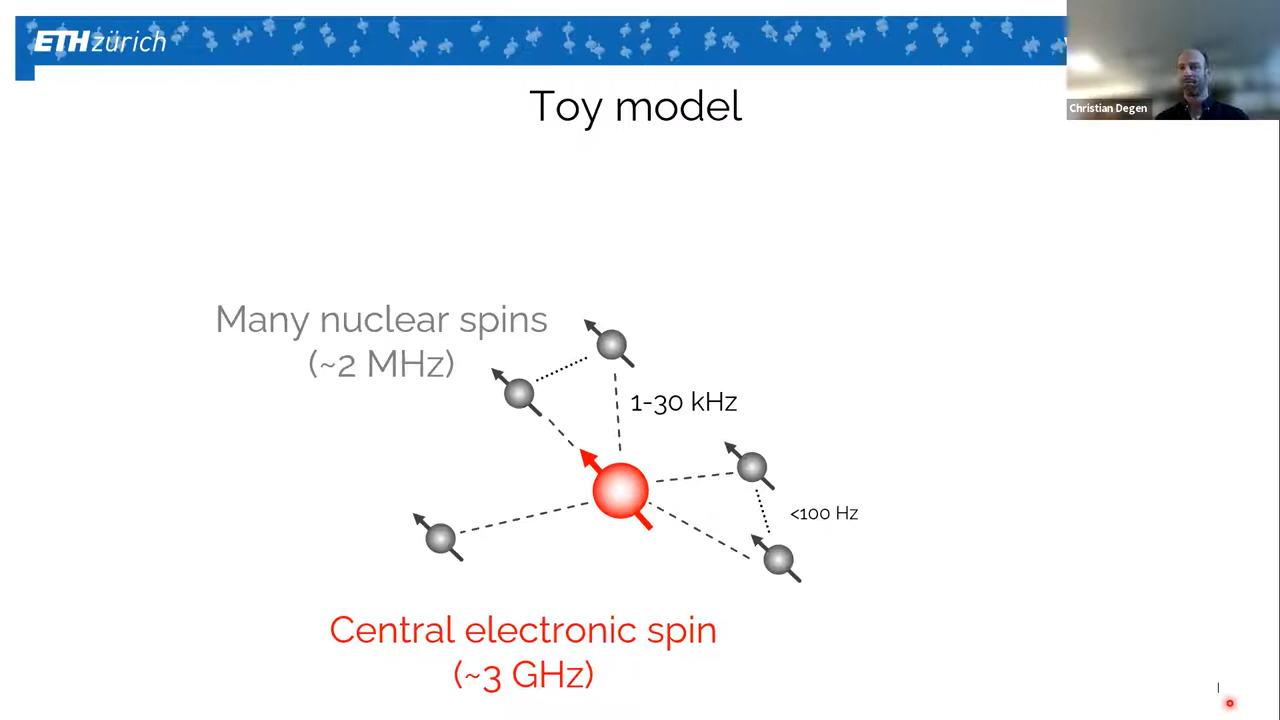 ETH zürich
Christian Degen
Toy model
Many nuclear spins
(~2 MHz)
1-30 kHz
<100 Hz
Central electronic spin
(~3 GHz)